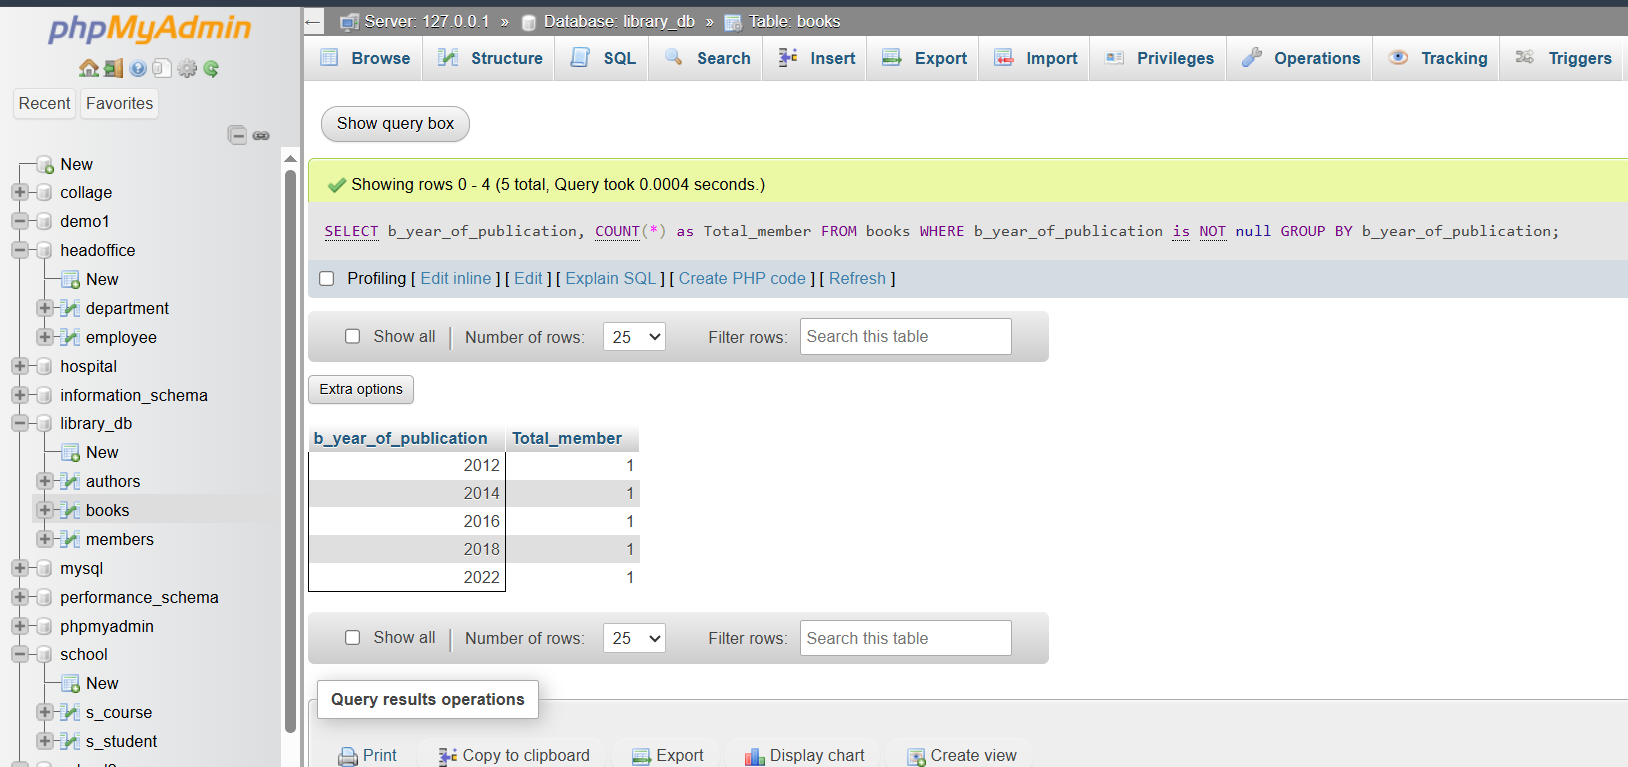 phpMyAdmin
Recent Favorites
New
collage
demo1
headoffice
New
department
employee
hospital
information_schema
library_db
New
authors
books
members
mysql
performance_schema
phpmyadmin
school
New
s_course
s_student
Server: 127.0.0.1 » Database: library_db » Table: books
Browse Structure SQL Search Insert Export Import Privileges Operations Tracking Triggers
Show query box
Showing rows 0 - 4 (5 total, Query took 0.0004 seconds.)
SELECT b_year_of_publication, COUNT(*) as Total_member FROM books WHERE b_year_of_publication is NOT null GROUP BY b_year_of_publication;
Profiling [ Edit inline ] [ Edit ] [ Explain SQL ] [ Create PHP code ] [ Refresh ]
Show all Number of rows: 25 Filter rows: Search this table
Extra options
b_year_of_publication Total_member
2012 1
2014 1
2016 1
2018 1
2022 1
Show all Number of rows: 25 Filter rows: Search this table
Query results operations
Print Copy to clipboard Export Display chart Create view